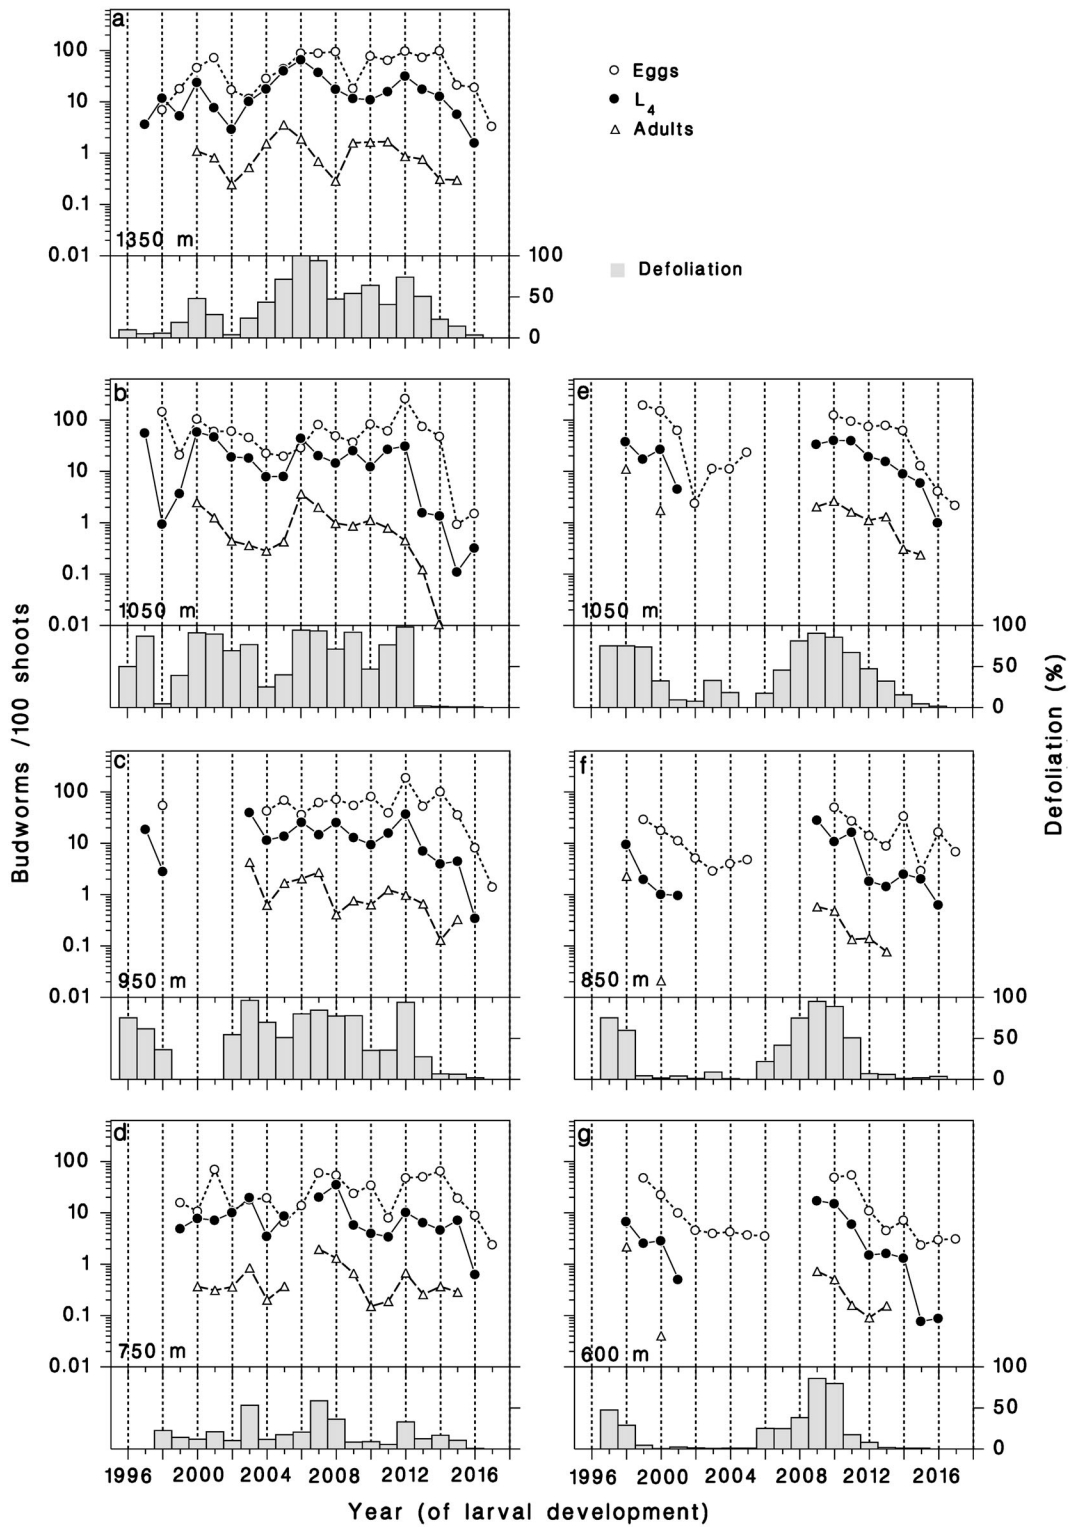 a
100
10
1
0.1
0.01
1350 m
100
50
0
Eggs
L4
Adults
Defoliation
b
100
10
1
0.1
0.01
1050 m
e
1050 m
100
50
0
c
100
10
1
0.1
0.01
950 m
f
850 m
100
50
0
d
100
10
1
0.1
0.01
750 m
g
600 m
100
50
0
1996 2000 2004 2008 2012 2016
1996 2000 2004 2008 2012 2016
Year (of larval development)
Budworms /100 shoots
Defoliation (%)